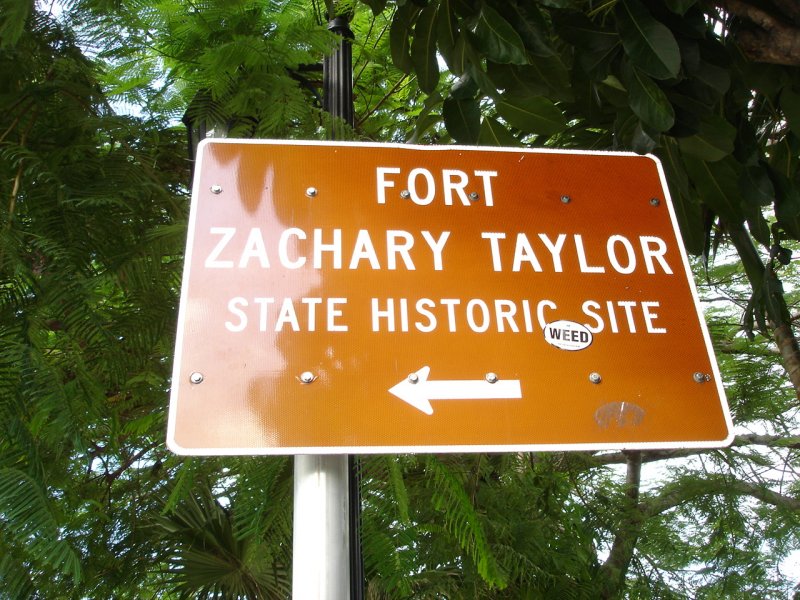 FORT
ZACHARY TAYLOR
STATE HISTORIC SITE
WEED